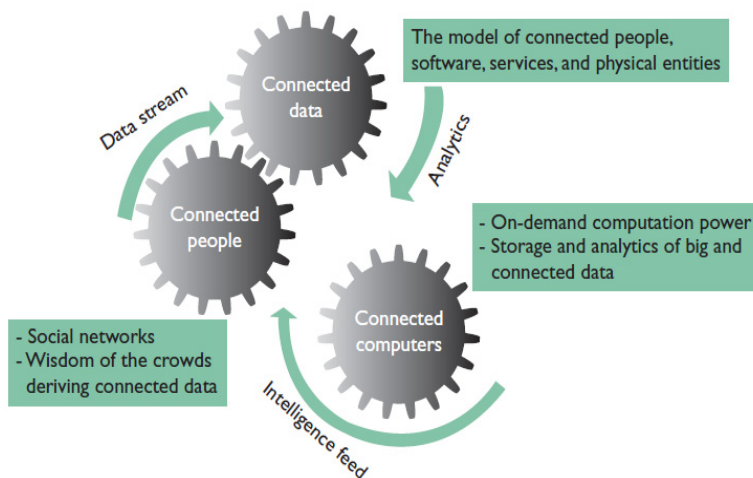 The model of connected people,
software, services, and physical entities
Connected
data
Data stream
Analytics
Connected
people
- On-demand computation power
- Storage and analytics of big and
connected data
Connected
computers
- Social networks
- Wisdom of the crowds
deriving connected data
Intelligence feed